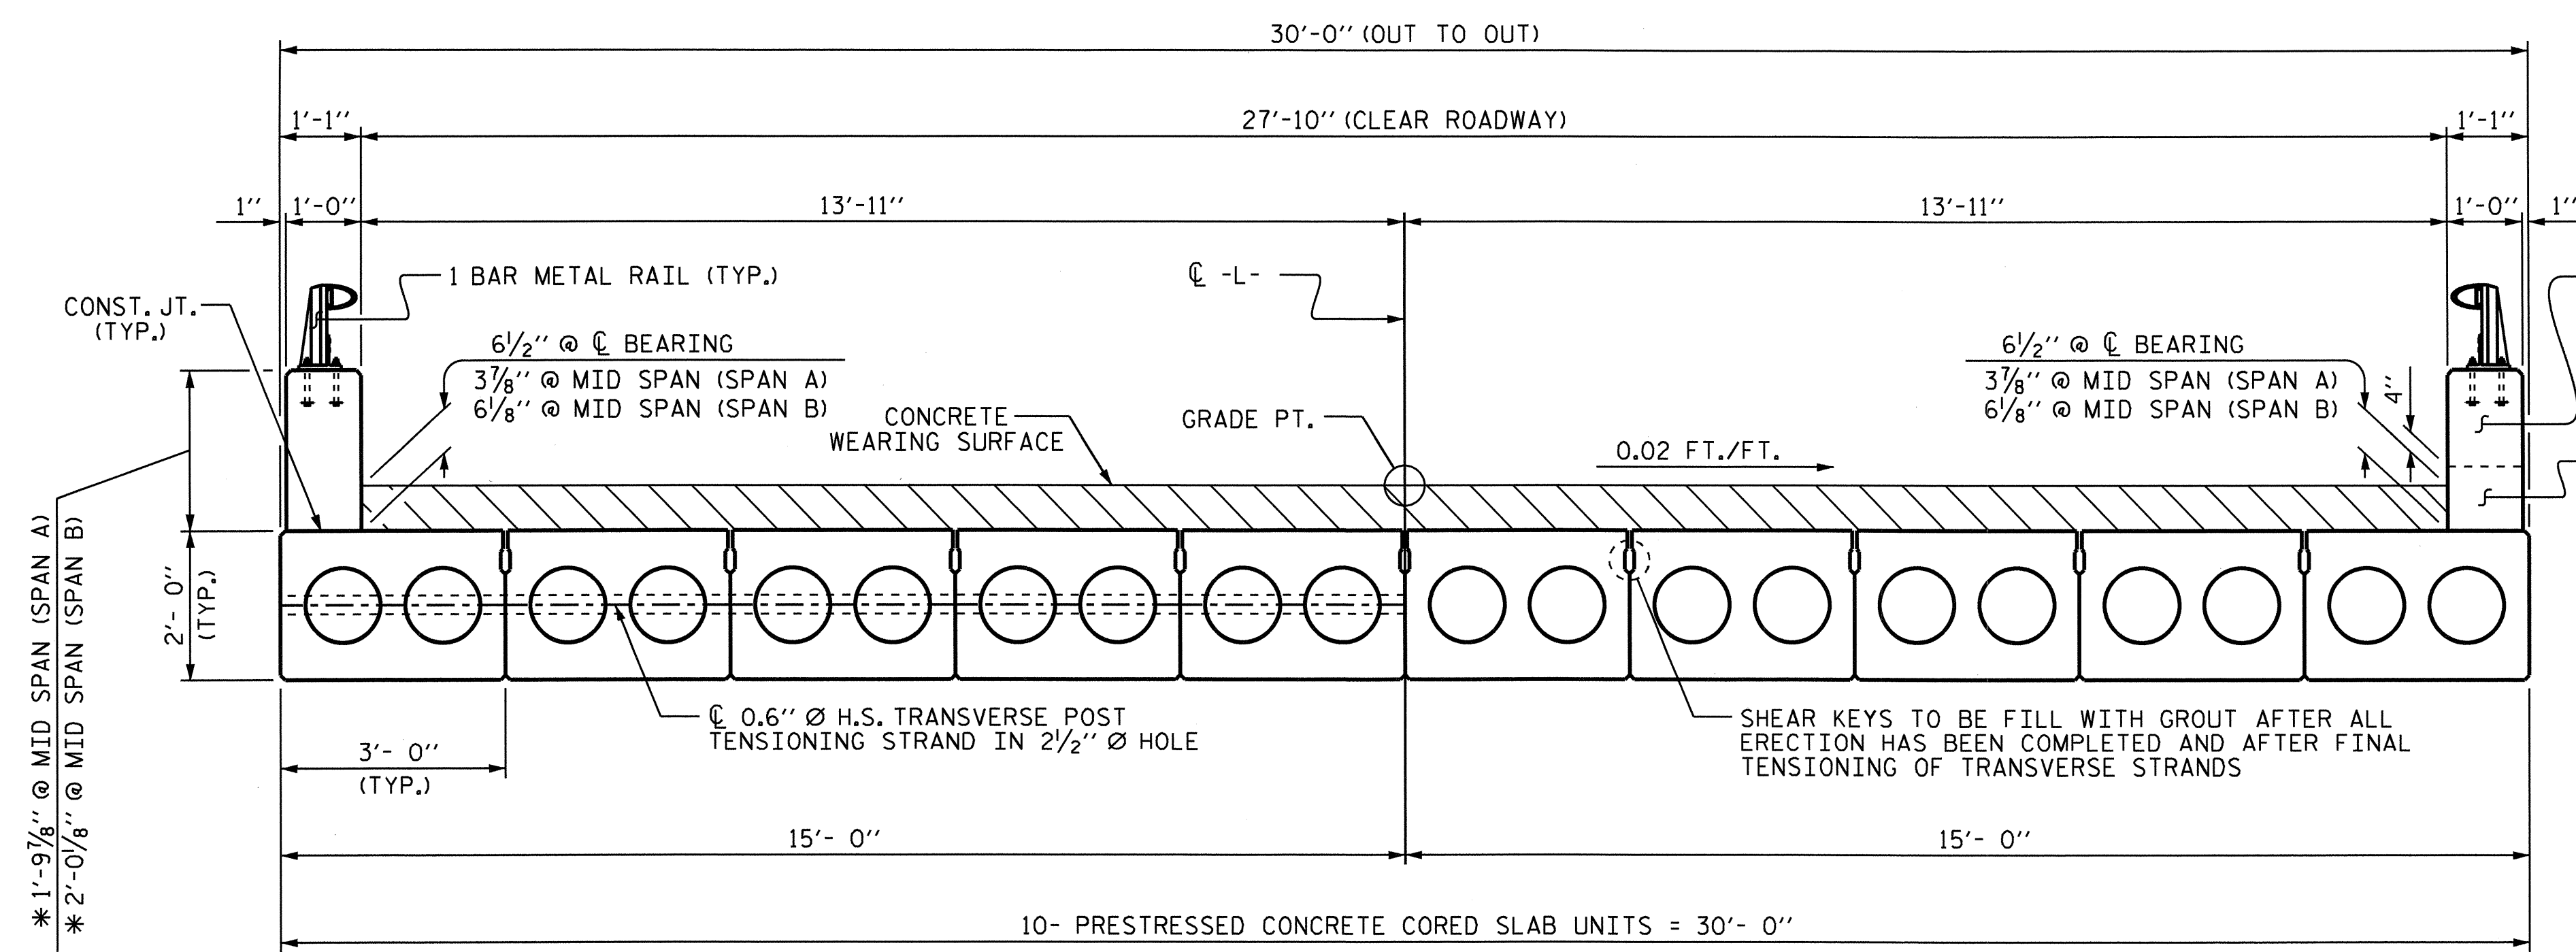 30'-0" (OUT TO OUT)
1'-1"
27'-10" (CLEAR ROADWAY)
1'-1"
1"
1'-0"
13'-11"
13'-11"
1'-0"
1"
1 BAR METAL RAIL (TYP.)
℄ -L-
CONST. JT.
(TYP.)
6½" @ ℄ BEARING
3⅞" @ MID SPAN (SPAN A)
6⅛" @ MID SPAN (SPAN B)
6½" @ ℄ BEARING
3⅞" @ MID SPAN (SPAN A)
6⅛" @ MID SPAN (SPAN B)
4"
CONCRETE
WEARING SURFACE
GRADE PT.
0.02 FT./FT.
*1'-9⅞" @ MID SPAN (SPAN A)
*2'-0⅛" @ MID SPAN (SPAN B)
2'- 0"
(TYP.)
℄ 0.6" Ø H.S. TRANSVERSE POST
TENSIONING STRAND IN 2½" Ø HOLE
SHEAR KEYS TO BE FILL WITH GROUT AFTER ALL
ERECTION HAS BEEN COMPLETED AND AFTER FINAL
TENSIONING OF TRANSVERSE STRANDS
3'- 0"
(TYP.)
15'- 0"
15'- 0"
10- PRESTRESSED CONCRETE CORED SLAB UNITS = 30'- 0"